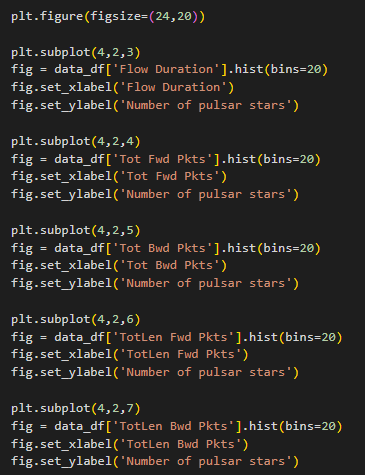 plt.figure(figsize=(24,20))
plt.subplot(4,2,3)
fig = data_df['Flow Duration'].hist(bins=20)
fig.set_xlabel('Flow Duration')
fig.set_ylabel('Number of pulsar stars')
plt.subplot(4,2,4)
fig = data_df['Tot Fwd Pkts'].hist(bins=20)
fig.set_xlabel('Tot Fwd Pkts')
fig.set_ylabel('Number of pulsar stars')
plt.subplot(4,2,5)
fig = data_df['Tot Bwd Pkts'].hist(bins=20)
fig.set_xlabel('Tot Bwd Pkts')
fig.set_ylabel('Number of pulsar stars')
plt.subplot(4,2,6)
fig = data_df['TotLen Fwd Pkts'].hist(bins=20)
fig.set_xlabel('TotLen Fwd Pkts')
fig.set_ylabel('Number of pulsar stars')
plt.subplot(4,2,7)
fig = data_df['TotLen Bwd Pkts'].hist(bins=20)
fig.set_xlabel('TotLen Bwd Pkts')
fig.set_ylabel('Number of pulsar stars')